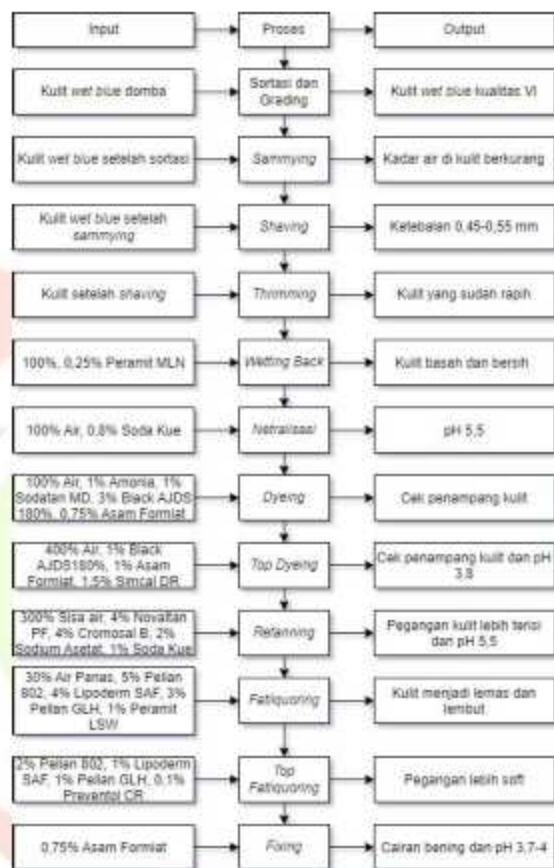 Input
Proses
Output
Kulit wet blue domba
Sortasi dan
Grading
Kulit wet blue kualitas VI
Kulit wet blue setelah sortasi
Sammying
Kadar air di kulit berkurang
Kulit wet blue setelah
sammying
Shaving
Ketebalan 0,45-0,55 mm
Kulit setelah shaving
Thrimming
Kulit yang sudah rapih
100%, 0,25% Peramit MLN
Wetting Back
Kulit basah dan bersih
100% Air, 0,8% Soda Kue
Netralisasi
pH 5,5
100% Air, 1% Amonia, 1%
Sodatan MD, 3% Black AJDS
180%, 0,75% Asam Formiat
Dyeing
Cek penampang kulit
400% Air, 1% Black
AJDS180%, 1% Asam
Formiat, 1,5% Simcal DR
Top Dyeing
Cek penampang kulit dan pH
3,8
300% Sisa air, 4% Novaltan
PF, 4% Cromosal B, 2%
Sodium Asetat, 1% Soda Kue
Retanning
Pegangan kulit lebih terisi
dan pH 5,5
30% Air Panas, 5% Pellan
802, 4% Lipoderm SAF, 3%
Pellan GLH, 1% Peramit
LSW
Fatliquoring
Kulit menjadi lemas dan
lembut
2% Pellan 802, 1% Lipoderm
SAF, 1% Pellan GLH, 0,1%
Preventol CR
Top
Fatliquoring
Pegangan lebih soft
0,75% Asam Formiat
Fixing
Cairan bening dan pH 3,7-4